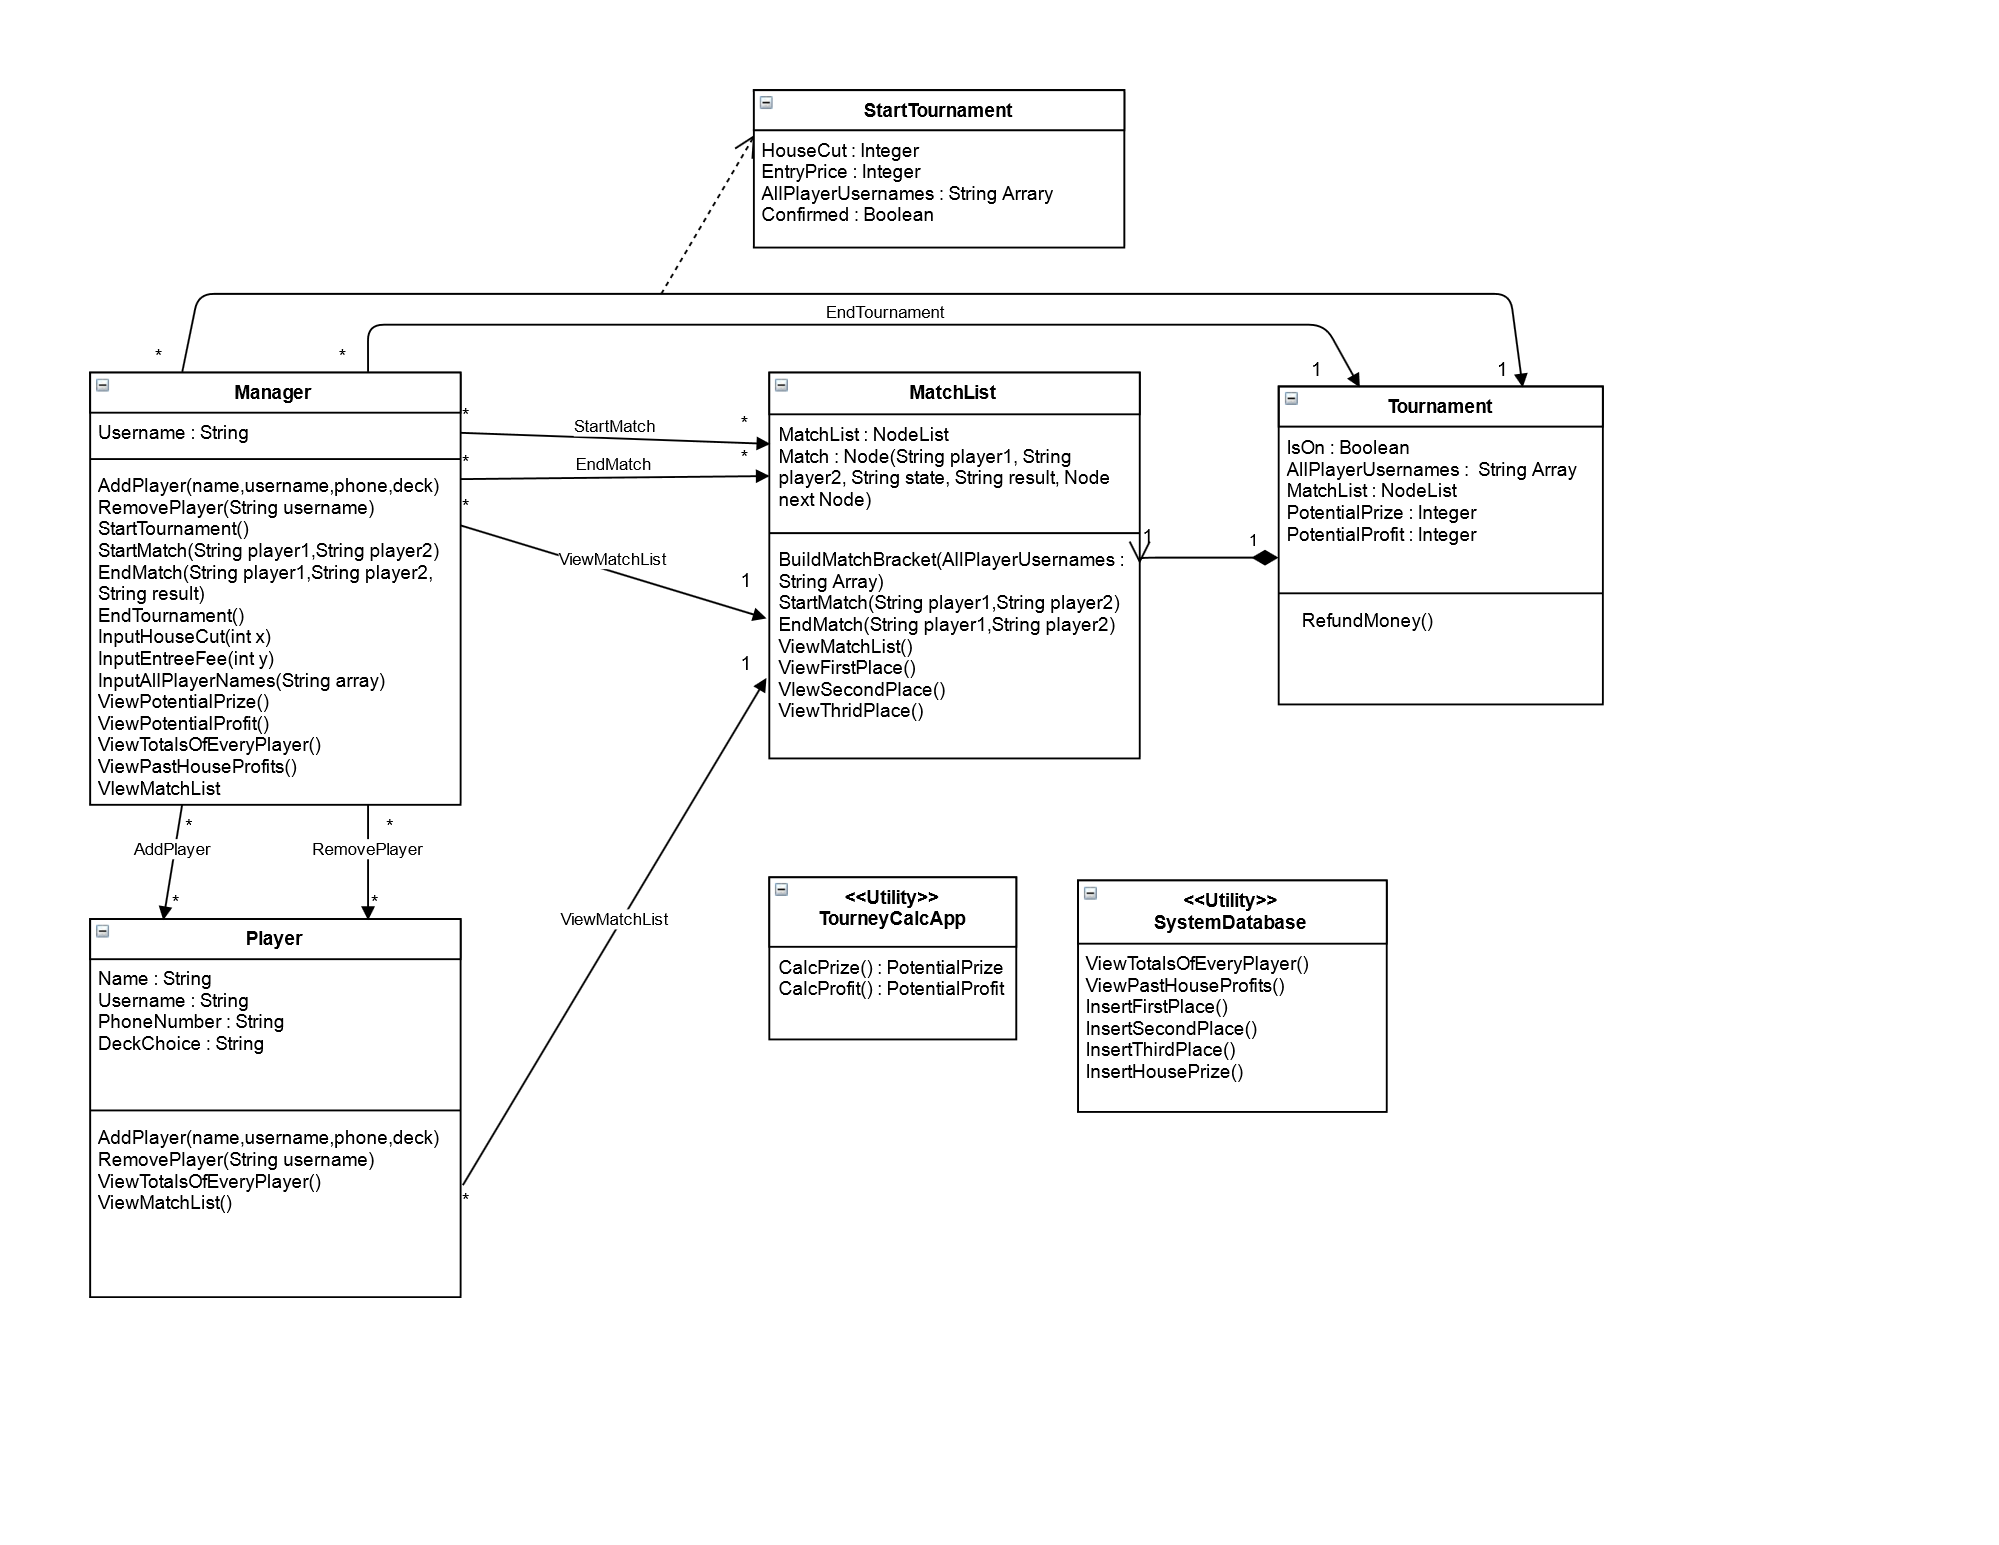 StartTournament
HouseCut : Integer
EntryPrice : Integer
AllPlayerUsernames : String Arrary
Confirmed : Boolean
EndTournament
*
*
1
1
Manager
Username : String
AddPlayer(name,username,phone,deck)
RemovePlayer(String username)
StartTournament()
StartMatch(String player1,String player2)
EndMatch(String player1,String player2,
String result)
EndTournament()
InputHouseCut(int x)
InputEntreeFee(int y)
InputAllPlayerNames(String array)
ViewPotentialPrize()
ViewPotentialProfit()
ViewTotalsOfEveryPlayer()
ViewPastHouseProfits()
VIewMatchList
*
StartMatch
*
*
EndMatch
*
*
ViewMatchList
1
1
MatchList
MatchList : NodeList
Match : Node(String player1, String
player2, String state, String result, Node
next Node)
BuildMatchBracket(AllPlayerUsernames :
String Array)
StartMatch(String player1,String player2)
EndMatch(String player1,String player2)
ViewMatchList()
ViewFirstPlace()
VIewSecondPlace()
ViewThridPlace()
1
1
Tournament
IsOn : Boolean
AllPlayerUsernames :  String Array
MatchList : NodeList
PotentialPrize : Integer
PotentialProfit : Integer
RefundMoney()
*
*
AddPlayer
RemovePlayer
*
*
ViewMatchList
*
Player
Name : String
Username : String
PhoneNumber : String
DeckChoice : String
AddPlayer(name,username,phone,deck)
RemovePlayer(String username)
ViewTotalsOfEveryPlayer()
ViewMatchList()
<<Utility>>
TourneyCalcApp
CalcPrize() : PotentialPrize
CalcProfit() : PotentialProfit
<<Utility>>
SystemDatabase
ViewTotalsOfEveryPlayer()
ViewPastHouseProfits()
InsertFirstPlace()
InsertSecondPlace()
InsertThirdPlace()
InsertHousePrize()